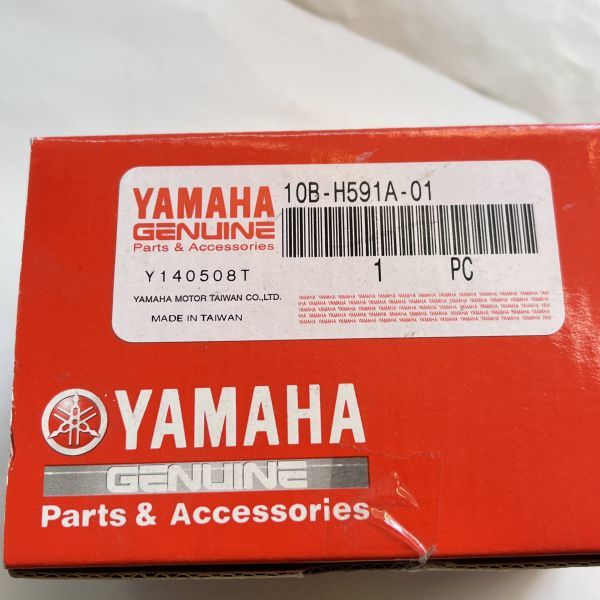 YAMAHA
GENUINE
Parts & Accessories
10B-H591A-01
1 PC
Y140508T
YAMAHA MOTOR TAIWAN CO.,LTD.
MADE IN TAIWAN
YAMAHA
GENUINE
Parts & Accessories